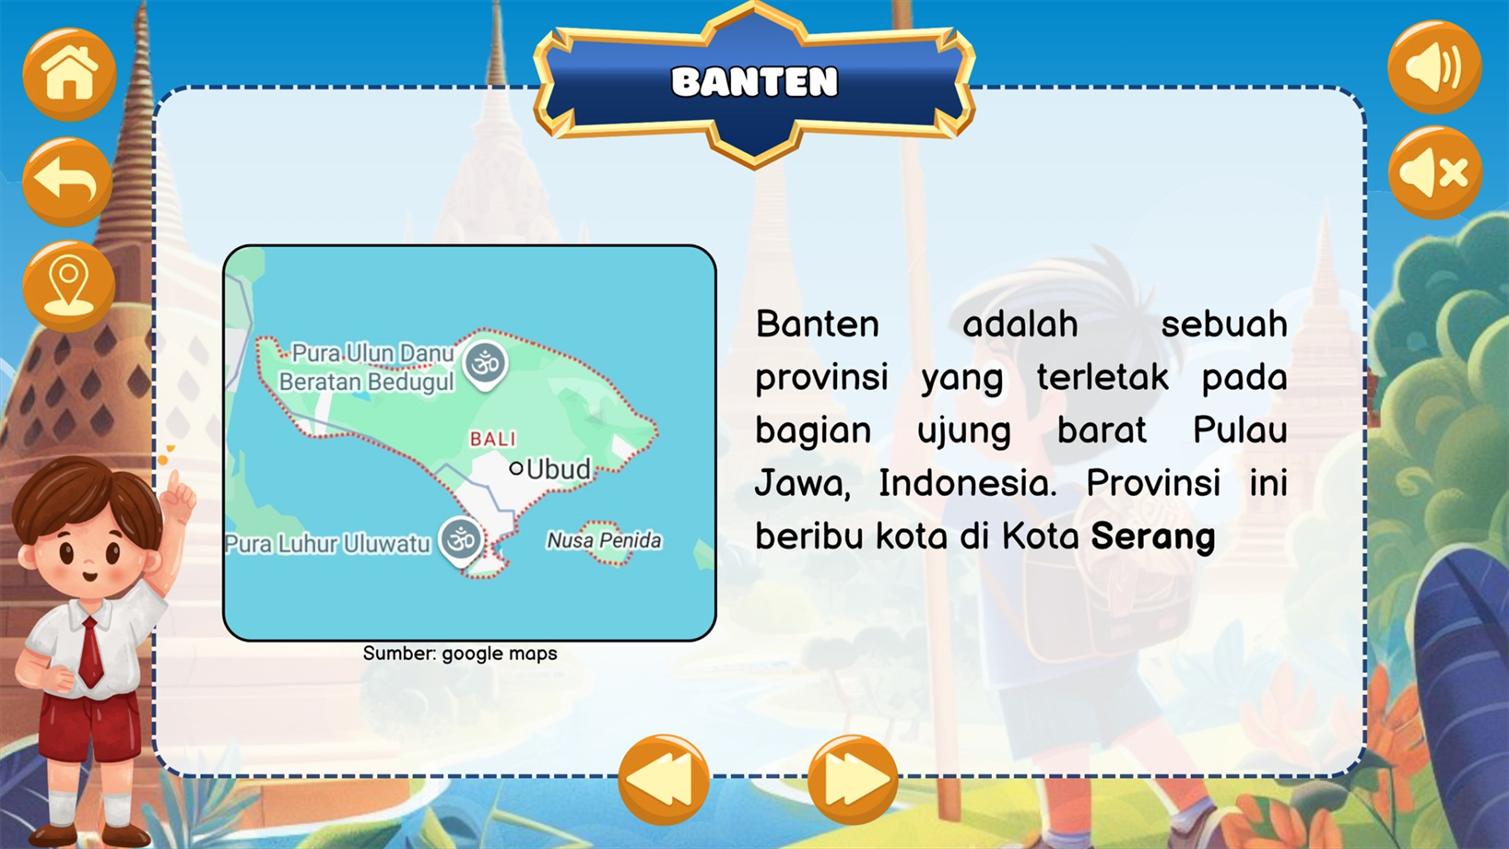 BANTEN
Pura Ulun Danu
Beratan Bedugul
BALI
Ubud
Pura Luhur Uluwatu
Nusa Penida
Sumber: google maps
Banten adalah sebuah
provinsi yang terletak pada
bagian ujung barat Pulau
Jawa, Indonesia. Provinsi ini
beribu kota di Kota Serang